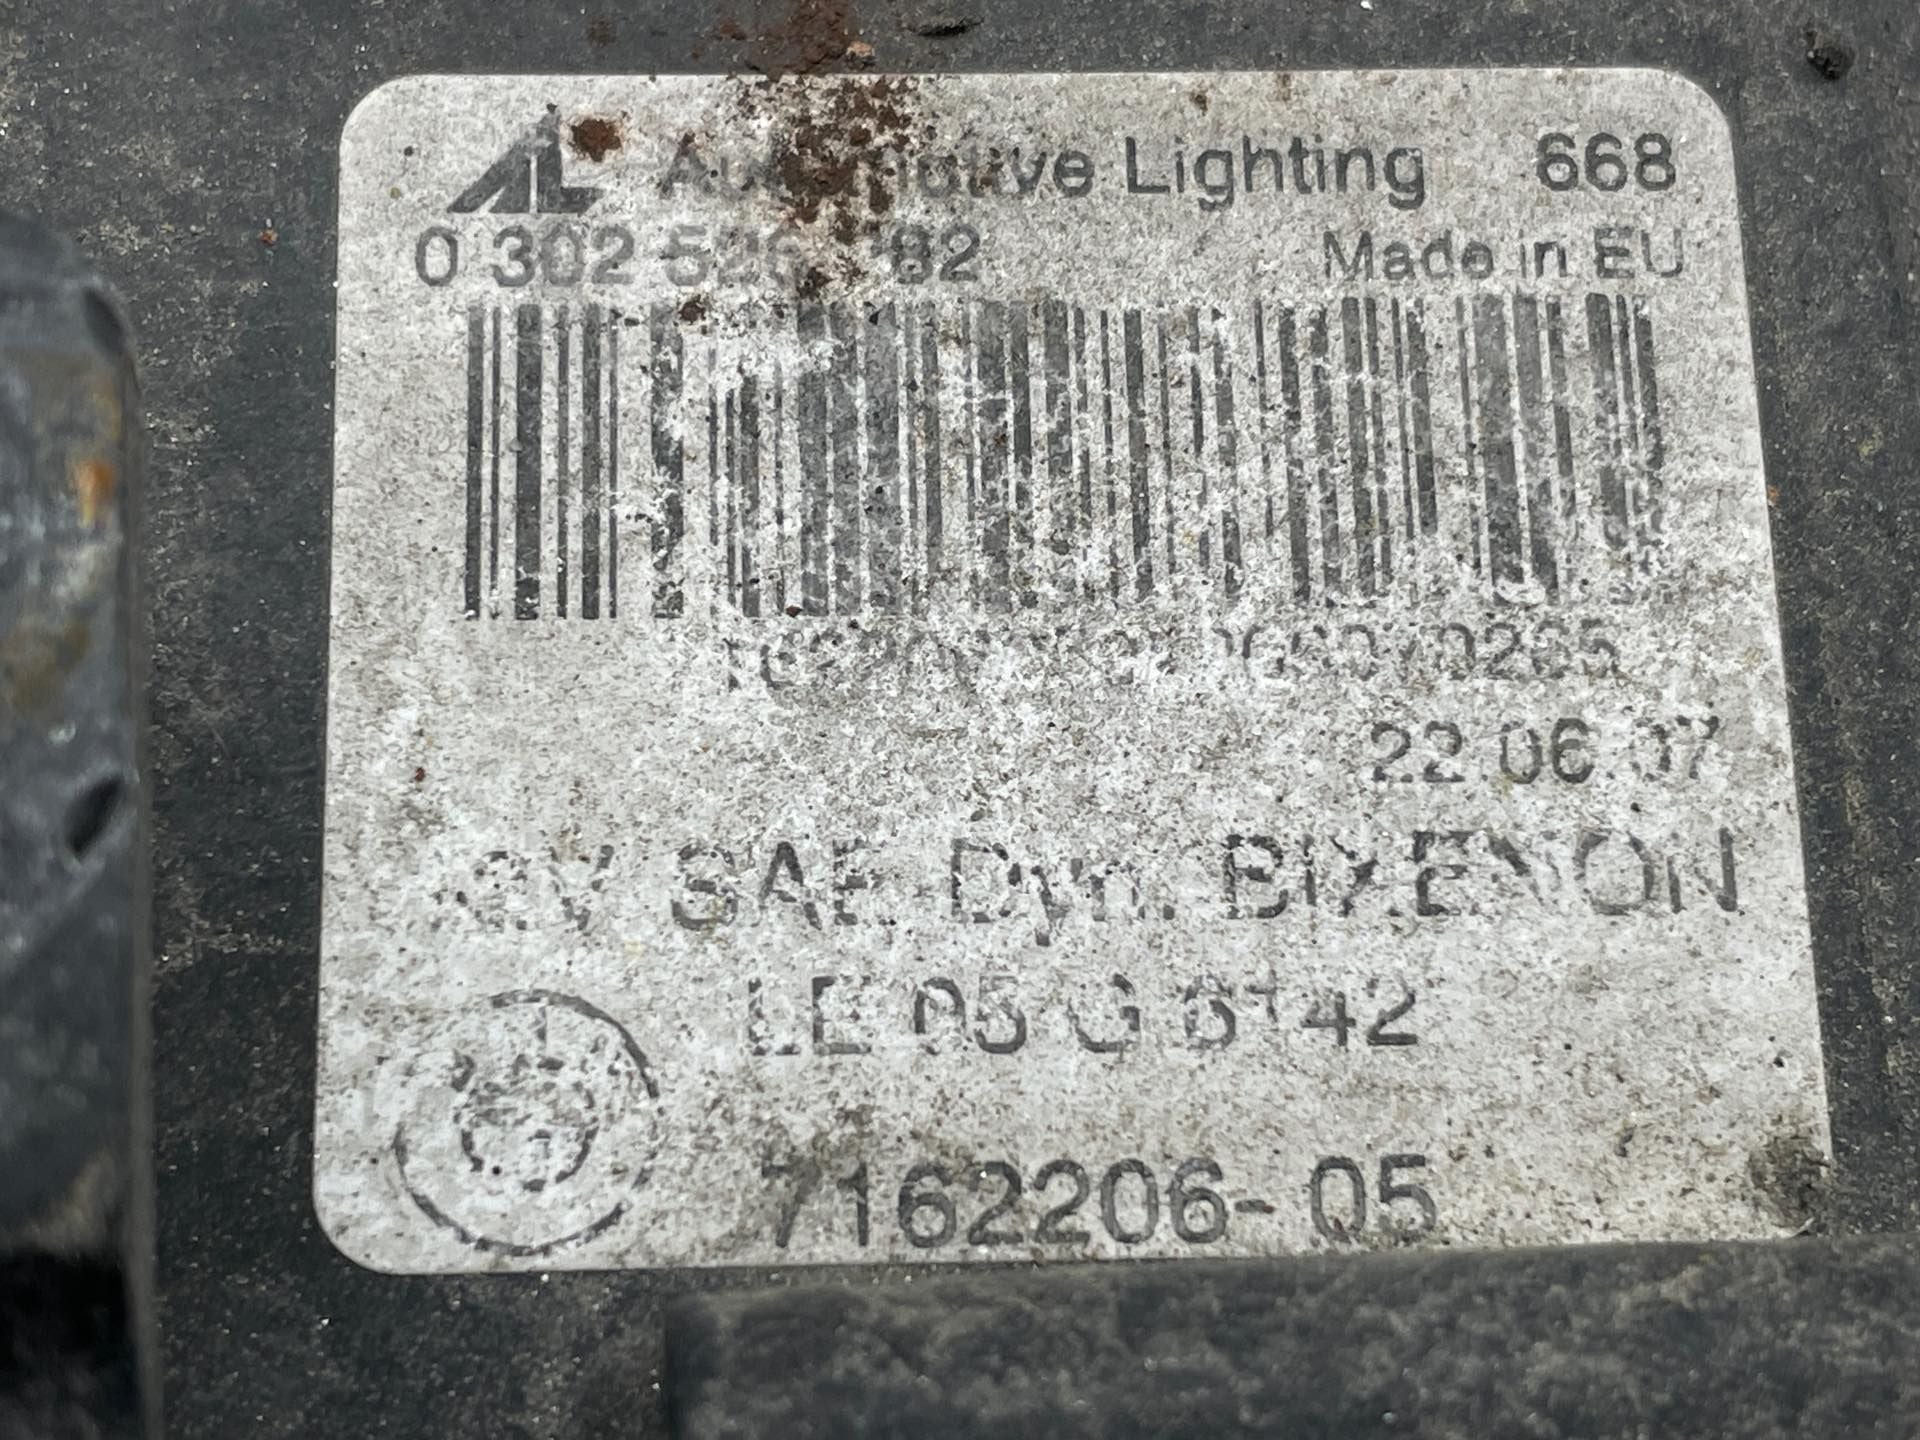 AL Automotive Lighting 668
0 302
Made in EU
22.06.07
SAE Dyn. BIXENON
LE 05 G 6142
7162206-05